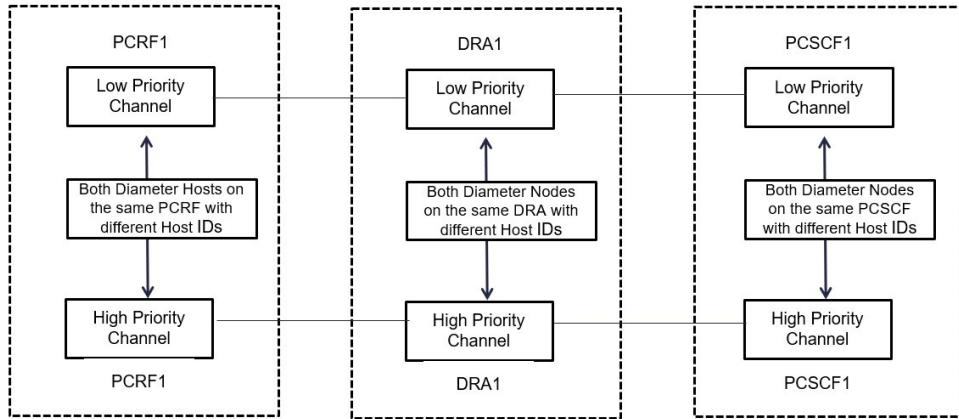 PCRF1
Low Priority
Channel
Both Diameter Hosts on
the same PCRF with
different Host IDs
High Priority
Channel
PCRF1
DRA1
Low Priority
Channel
Both Diameter Nodes
on the same DRA with
different Host IDs
High Priority
Channel
DRA1
PCSCF1
Low Priority
Channel
Both Diameter Nodes
on the same PCSCF
with different Host IDs
High Priority
Channel
PCSCF1